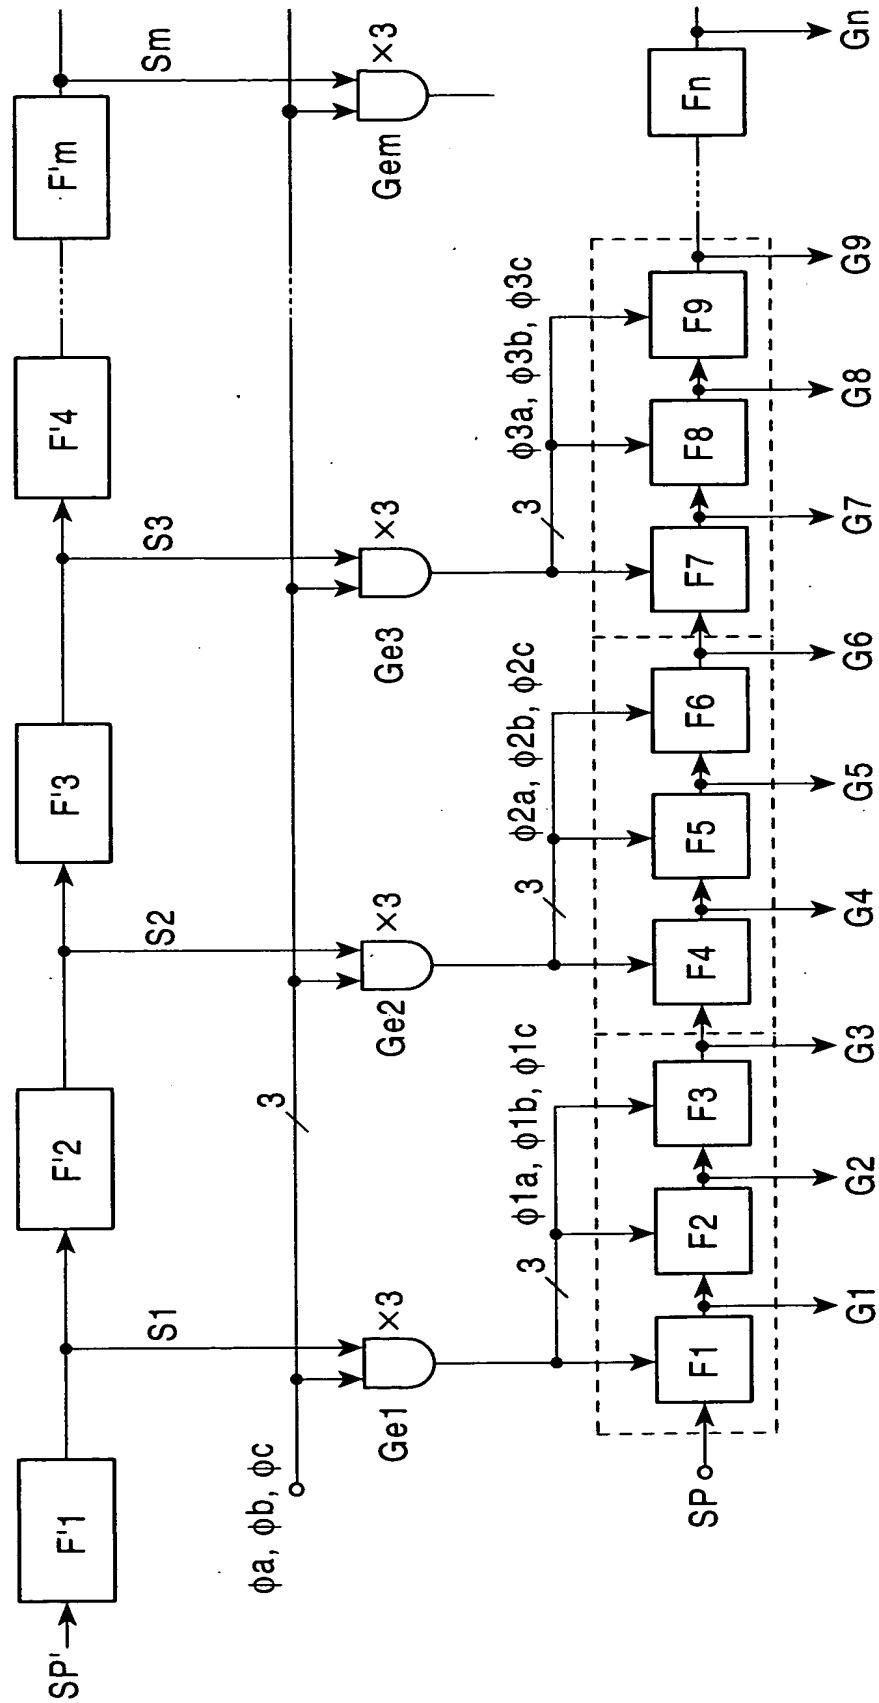 SP'
F'1
F'2
F'3
F'4
F'm
S1
S2
S3
Sm
ϕa, ϕb, ϕc
3
×3
×3
×3
×3
Ge1
Ge2
Ge3
Gem
3
ϕ1a, ϕ1b, ϕ1c
3
ϕ2a, ϕ2b, ϕ2c
3
ϕ3a, ϕ3b, ϕ3c
SP
F1
F2
F3
F4
F5
F6
F7
F8
F9
Fn
G1
G2
G3
G4
G5
G6
G7
G8
G9
Gn